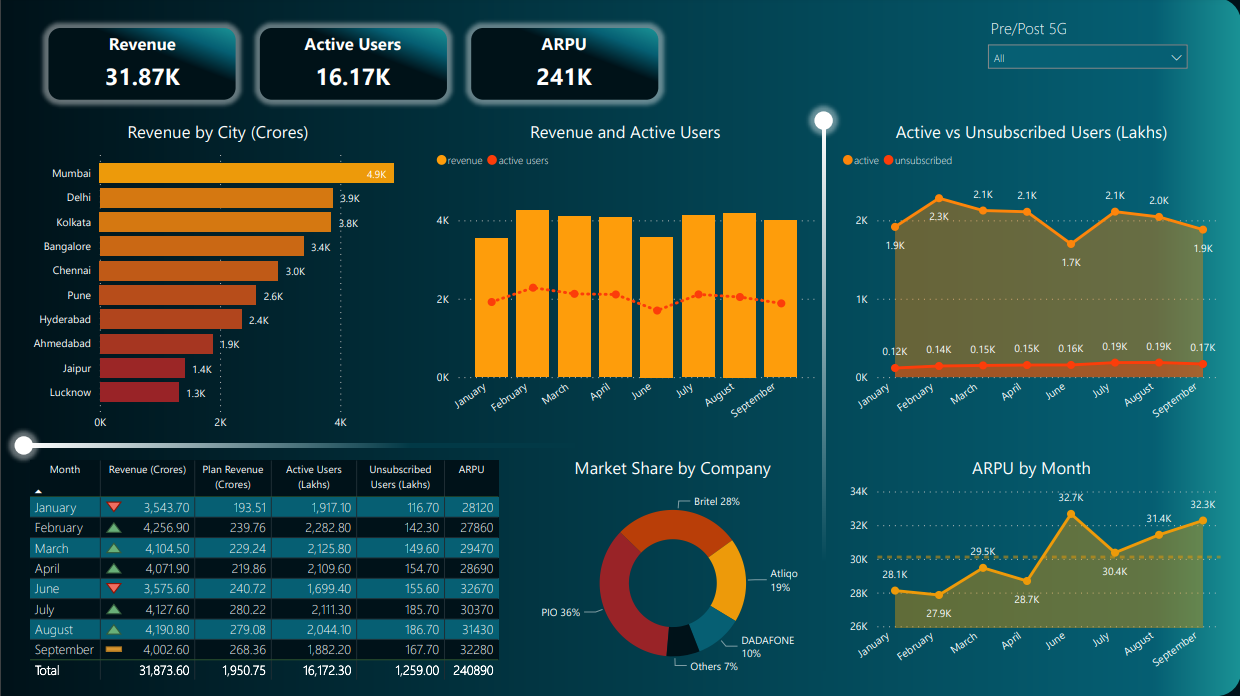 Revenue
31.87K
Active Users
16.17K
ARPU
241K
Pre/Post 5G
All
Revenue by City (Crores)
Mumbai 4.9K
Delhi 3.9K
Kolkata 3.8K
Bangalore 3.4K
Chennai 3.0K
Pune 2.6K
Hyderabad 2.4K
Ahmedabad 1.9K
Jaipur 1.4K
Lucknow 1.3K
0K 2K 4K
Revenue and Active Users
revenue active users
4K
2K
0K
January February March April June July August September
Active vs Unsubscribed Users (Lakhs)
active unsubscribed
2K
1K
0K
1.9K 2.3K 2.1K 2.1K 1.7K 2.1K 2.0K 1.9K
0.12K 0.14K 0.15K 0.15K 0.16K 0.19K 0.19K 0.17K
January February March April June July August September
Month Revenue (Crores) Plan Revenue (Crores) Active Users (Lakhs) Unsubscribed Users (Lakhs) ARPU
January 3,543.70 193.51 1,917.10 116.70 28120
February 4,256.90 239.76 2,282.80 142.30 27860
March 4,104.50 229.24 2,125.80 149.60 29470
April 4,071.90 219.86 2,109.60 154.70 28690
June 3,575.60 240.72 1,699.40 155.60 32670
July 4,127.60 280.22 2,111.30 185.70 30370
August 4,190.80 279.08 2,044.10 186.70 31430
September 4,002.60 268.36 1,882.20 167.70 32280
Total 31,873.60 1,950.75 16,172.30 1,259.00 240890
Market Share by Company
Britel 28%
Atliqo
19%
DADAFONE
10%
Others 7%
PIO 36%
ARPU by Month
34K
32K
30K
28K
26K
28.1K 27.9K 29.5K 28.7K 32.7K 30.4K 31.4K 32.3K
January February March April June July August September